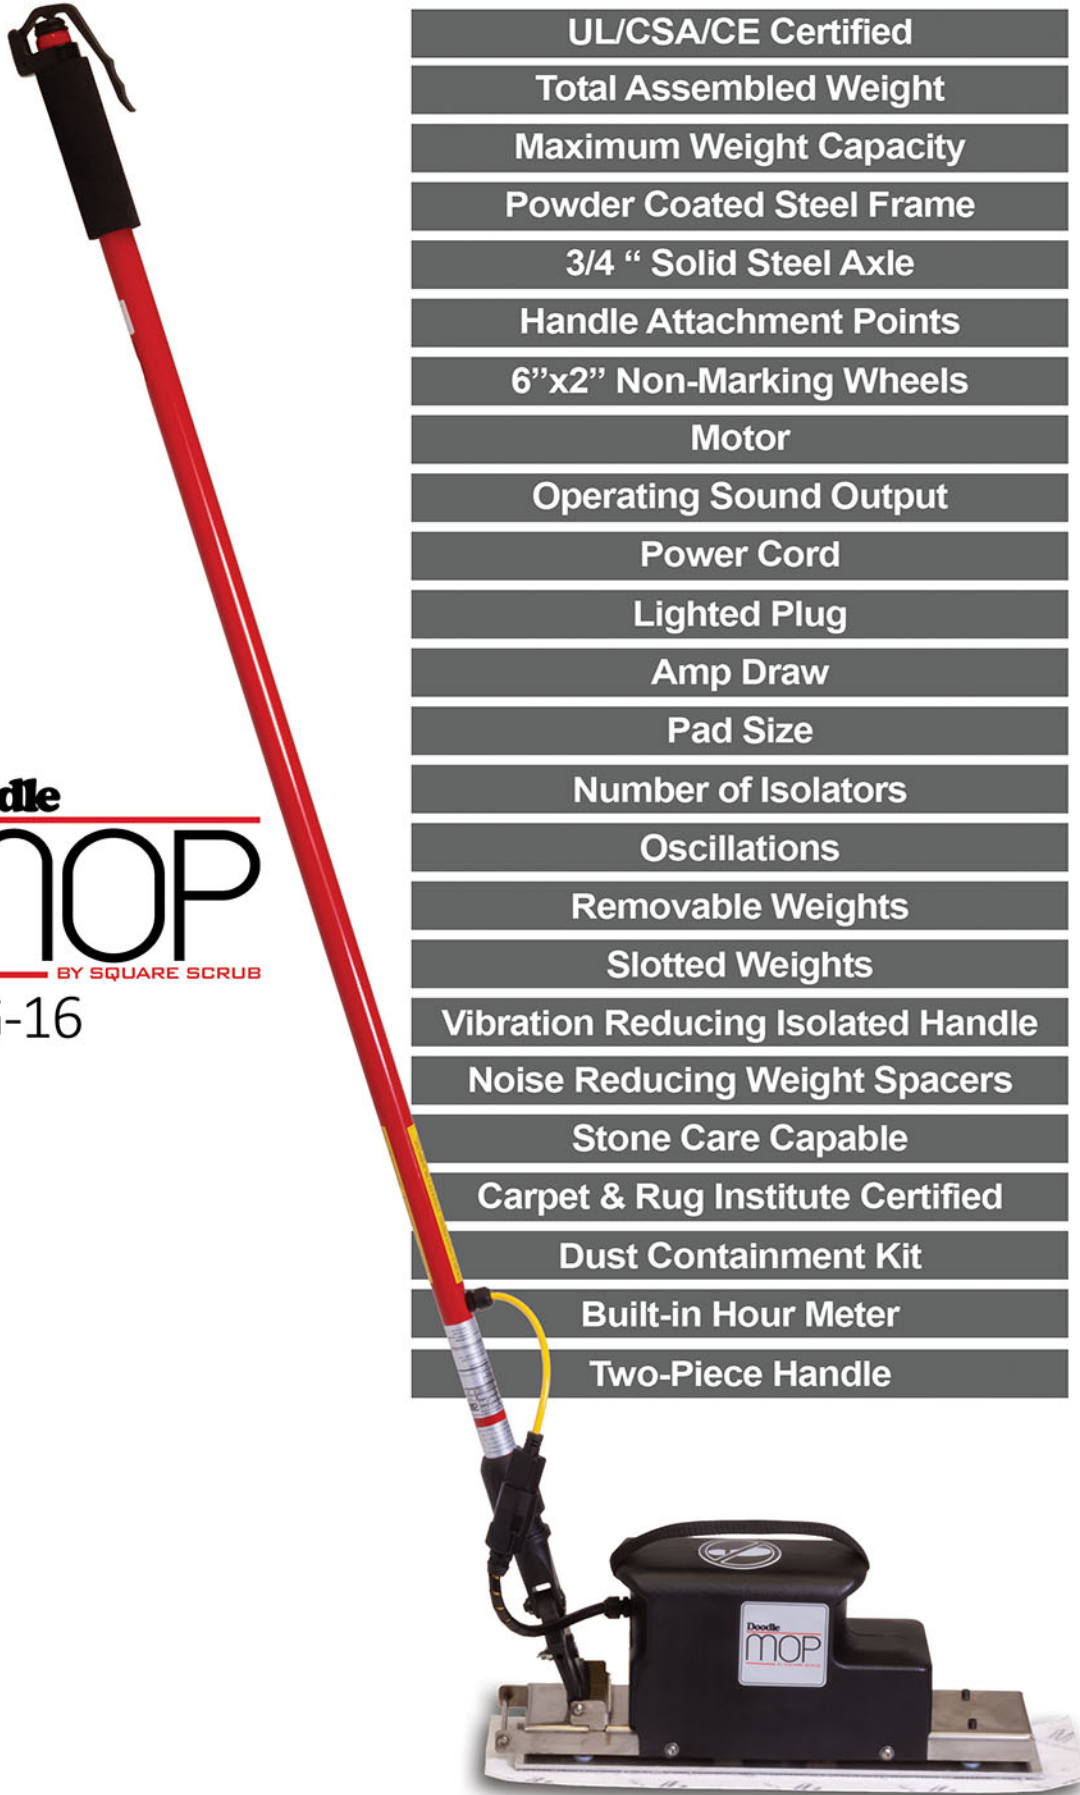 UL/CSA/CE Certified
Total Assembled Weight
Maximum Weight Capacity
Powder Coated Steel Frame
3/4 “ Solid Steel Axle
Handle Attachment Points
6”x2” Non-Marking Wheels
Motor
Operating Sound Output
Power Cord
Lighted Plug
Amp Draw
Pad Size
Number of Isolators
Oscillations
Removable Weights
Slotted Weights
Vibration Reducing Isolated Handle
Noise Reducing Weight Spacers
Stone Care Capable
Carpet & Rug Institute Certified
Dust Containment Kit
Built-in Hour Meter
Two-Piece Handle
dle
MOP
BY SQUARE SCRUB
-16
Doodle
MOP
BY SQUARE SCRUB